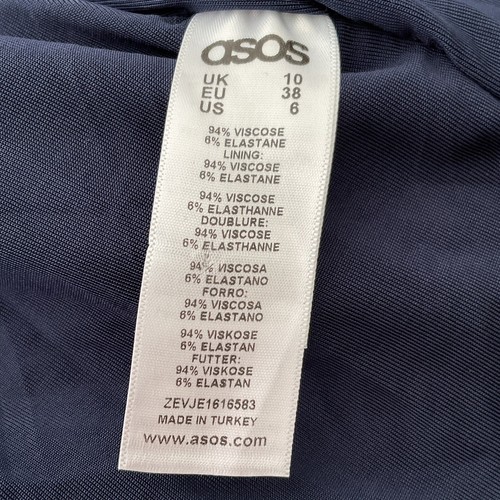 asos
UK 10
EU 38
US 6
94% VISCOSE
6% ELASTANE
LINING:
94% VISCOSE
6% ELASTANE
94% VISCOSE
6% ELASTHANNE
DOUBLURE:
94% VISCOSE
6% ELASTHANNE
94% VISCOSA
6% ELASTANO
FORRO:
94% VISCOSA
6% ELASTANO
94% VISKOSE
6% ELASTAN
FUTTER:
94% VISKOSE
6% ELASTAN
ZEVJE1616583
MADE IN TURKEY
www.asos.com